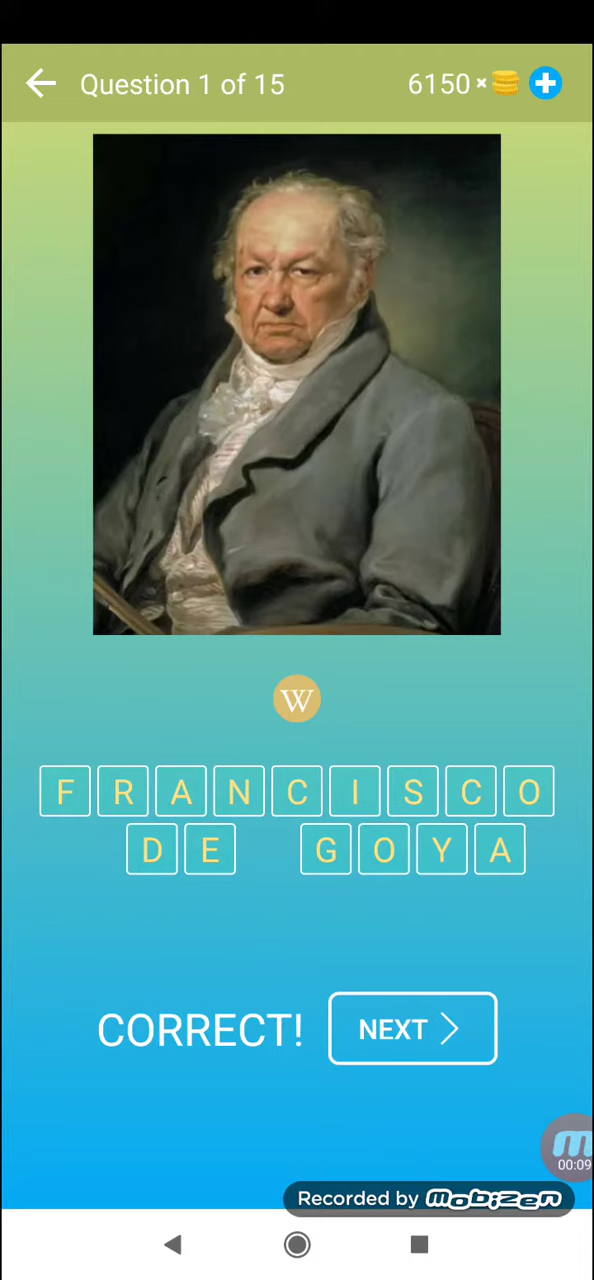 Question 1 of 15
6150 ×
W
FRANCISCO
DE GOYA
CORRECT!
NEXT
00:09
Recorded by mobizen